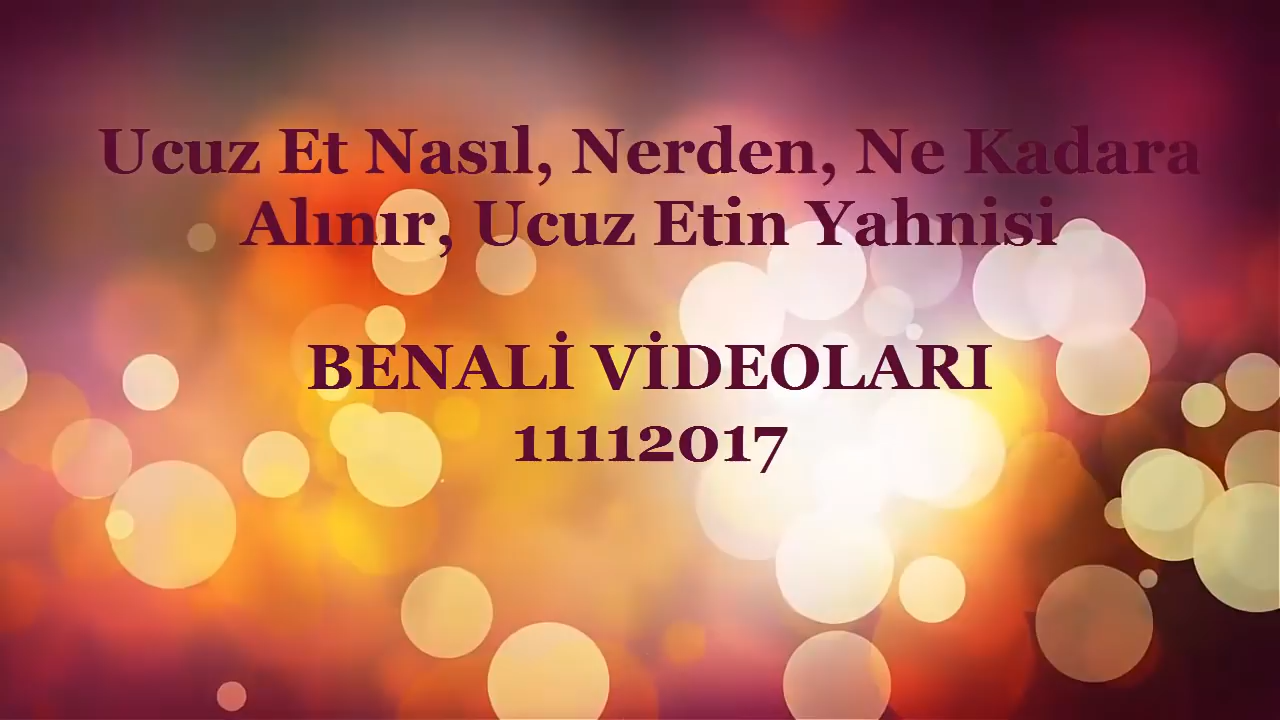 Ucuz Et Nasıl, Nerden, Ne Kadara
Alınır, Ucuz Etin Yahnisi
BENALİ VİDEOLARI
11112017